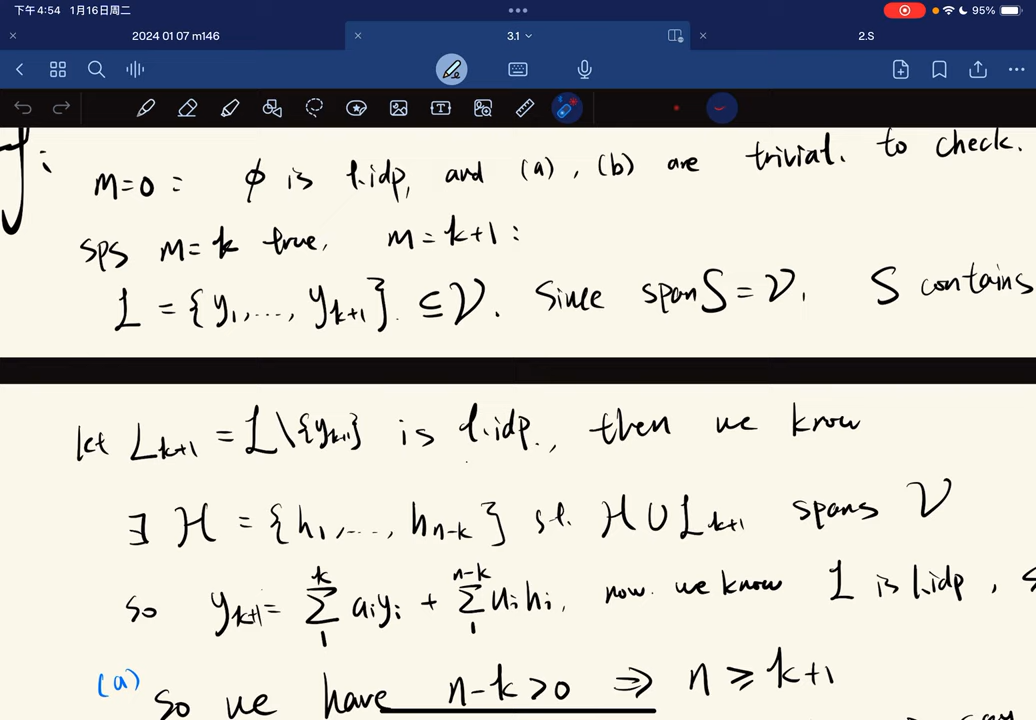 下午4:54 1月16日周二
95%
2024 01 07 m146
3.1
2.S
m=0: ϕ is l.idp, and (a), (b) are trivial. to check.
sps m=k true, m=k+1:
L = {y₁,..., yₖ₊₁} ⊆ V. Since span S = V, S contains
let Lₖ₊₁ = L\{yₖ₊₁} is l.idp., then we know
∃ H = {h₁,..., hₙ₋ₖ} st. H ∪ Lₖ₊₁ spans V
so yₖ₊₁ = Σ₁ᵏ aᵢyᵢ + Σ₁ⁿ⁻ᵏ uᵢhᵢ, now we know L is l.idp, s
(a) So we have n-k>0 ⇒ n ≥ k+1